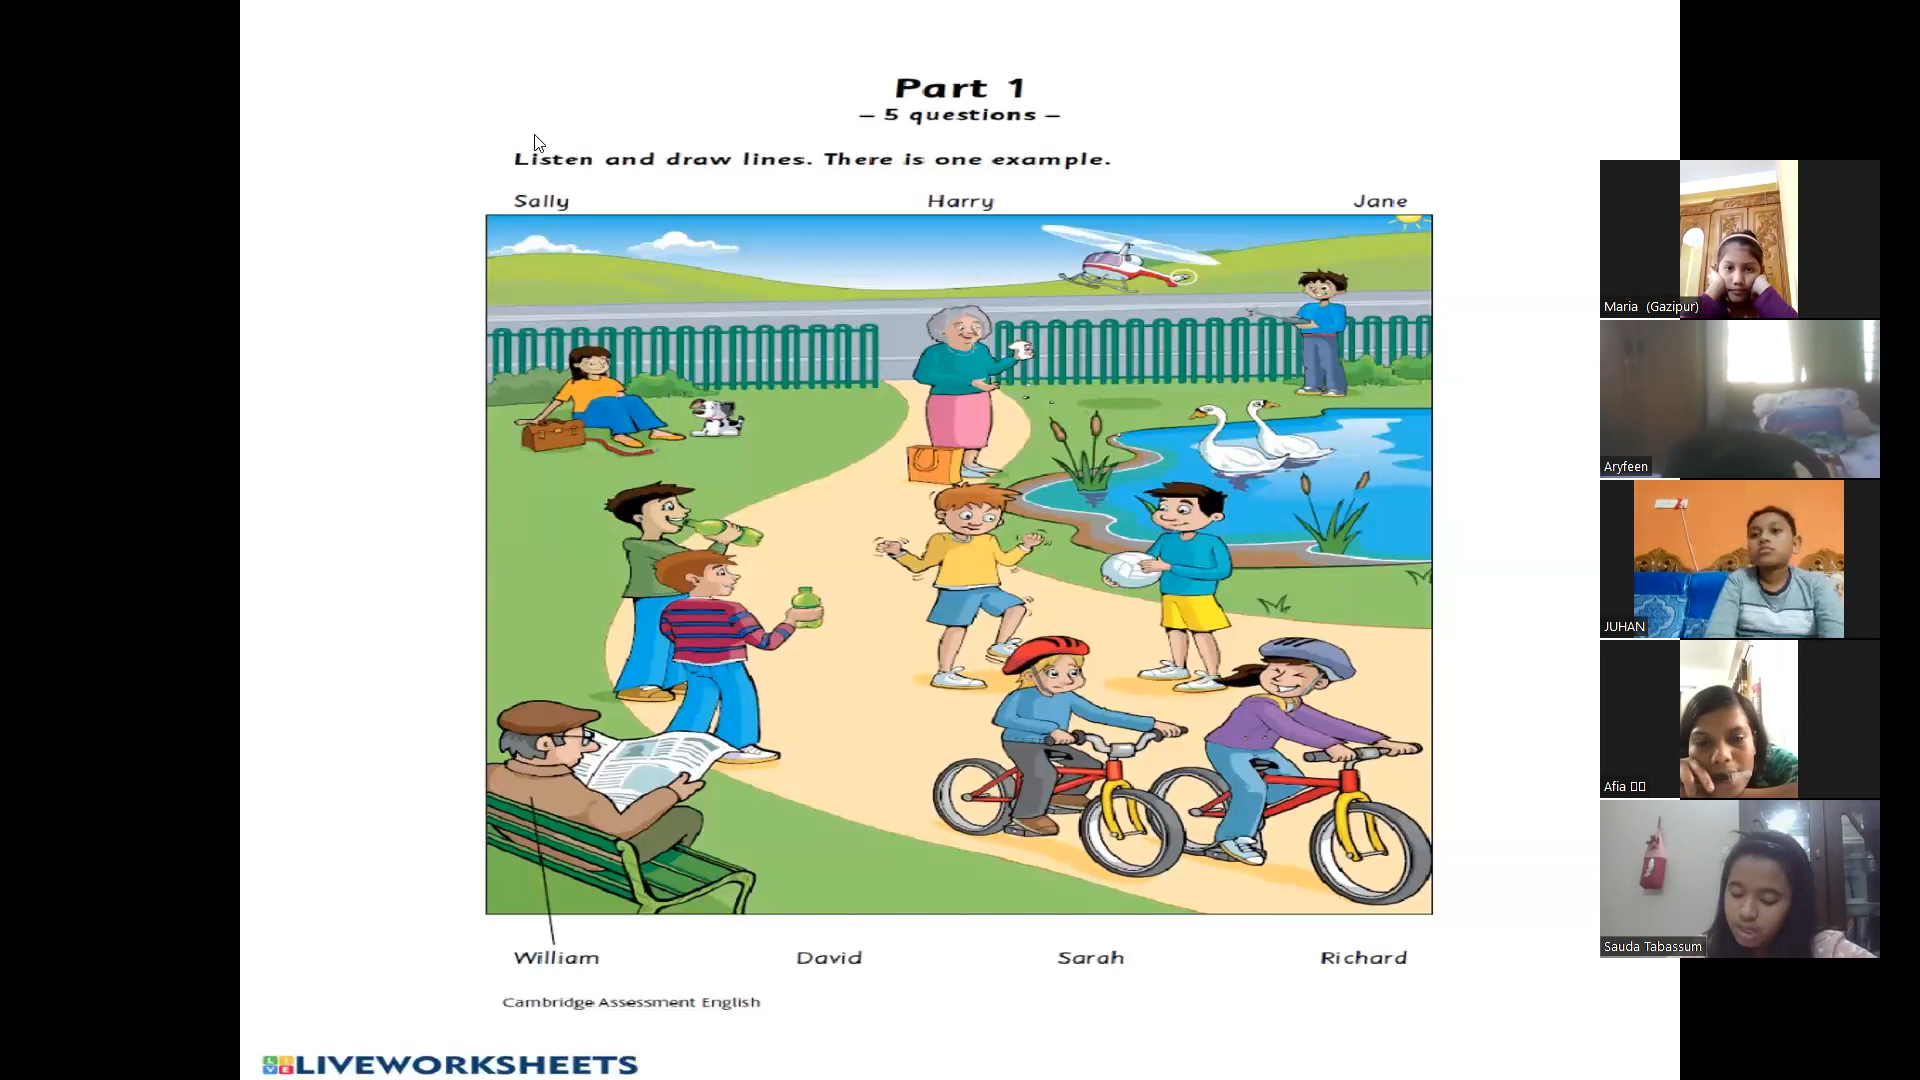 Part 1
– 5 questions –
Listen and draw lines. There is one example.
Sally Harry Jane
William David Sarah Richard
Cambridge Assessment English
LIVE LIVEWORKSHEETS
Maria (Gazipur)
Aryfeen
JUHAN
Afia
Sauda Tabassum